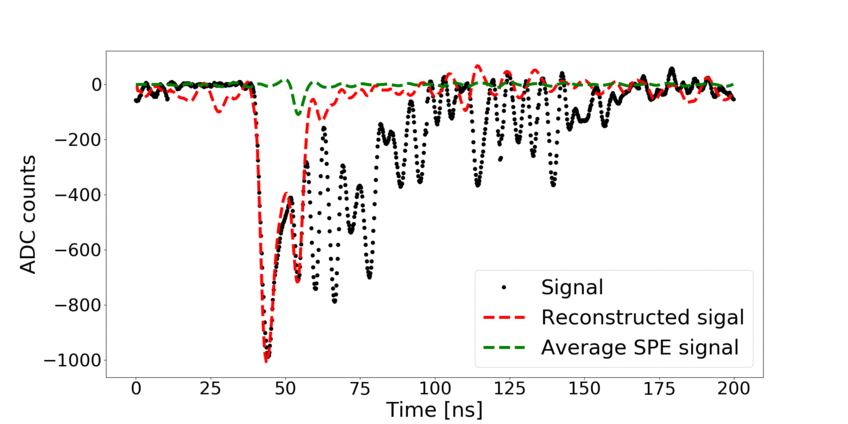 0
−200
−400
−600
−800
−1000
ADC counts
Signal
Reconstructed sigal
Average SPE signal
0 25 50 75 100 125 150 175 200
Time [ns]